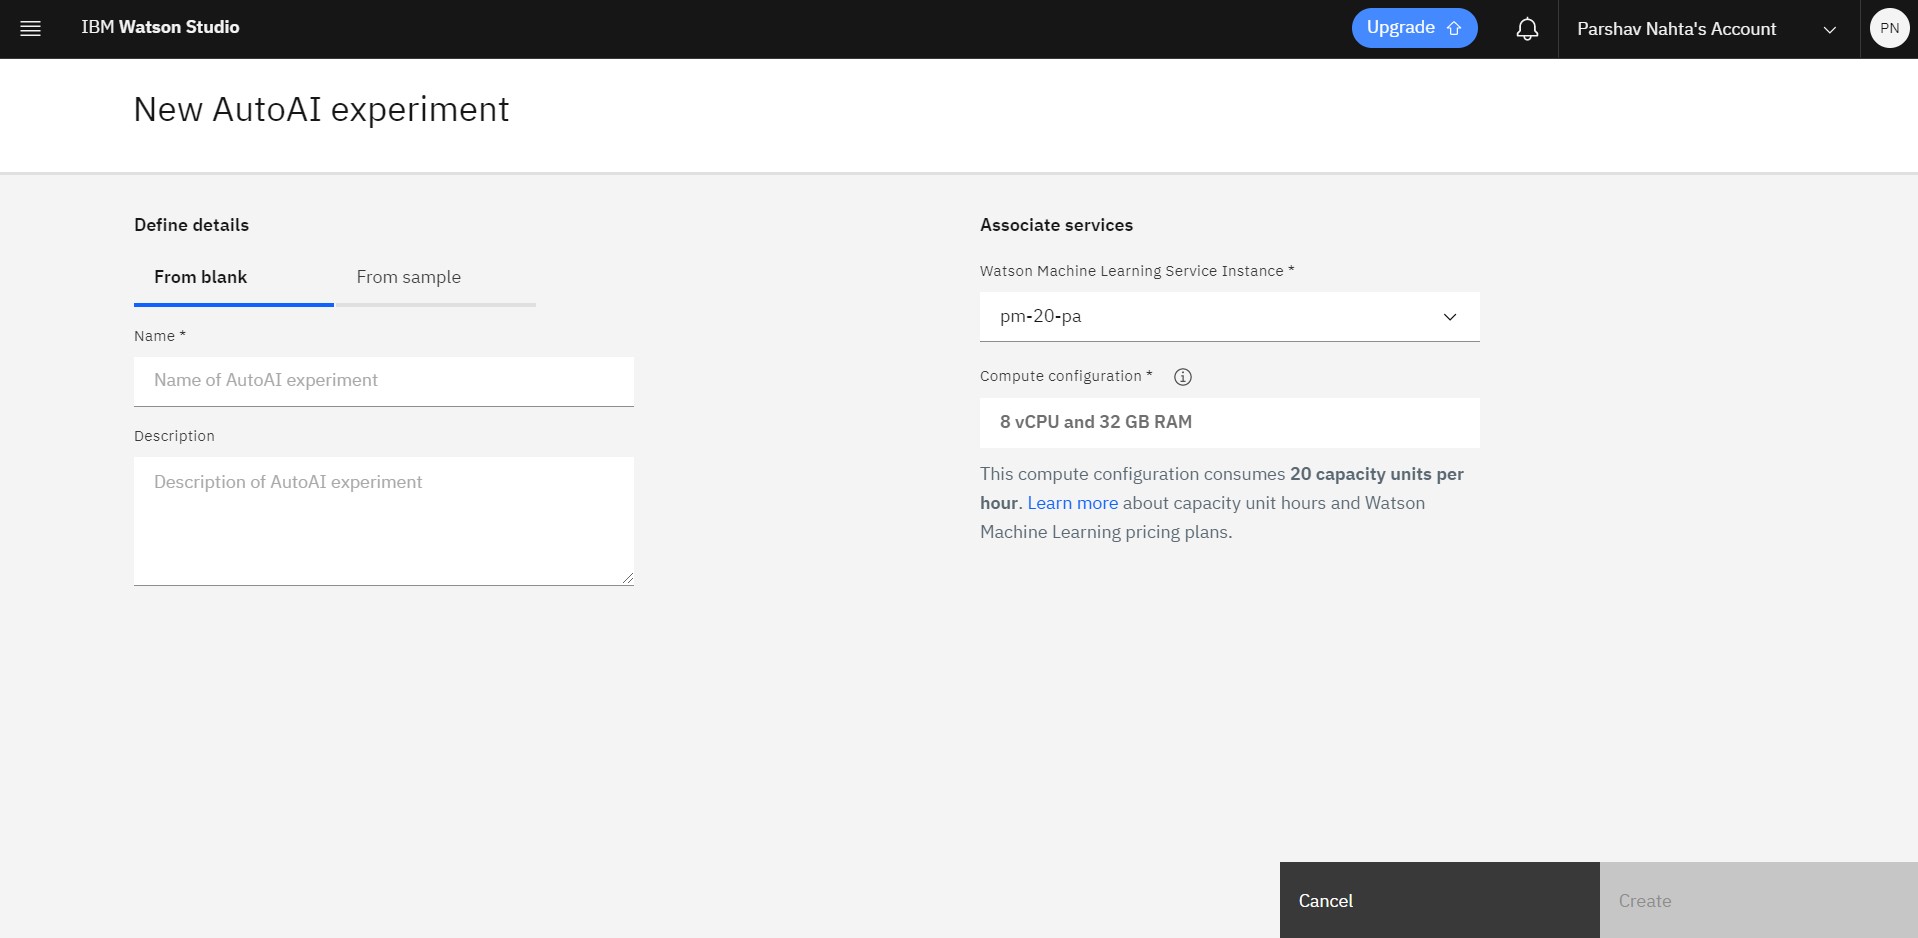 IBM Watson Studio
Upgrade
Parshav Nahta's Account
PN
New AutoAI experiment
Define details
From blank
From sample
Name *
Name of AutoAI experiment
Description
Description of AutoAI experiment
Associate services
Watson Machine Learning Service Instance *
pm-20-pa
Compute configuration *
8 vCPU and 32 GB RAM
This compute configuration consumes 20 capacity units per
hour. Learn more about capacity unit hours and Watson
Machine Learning pricing plans.
Cancel
Create